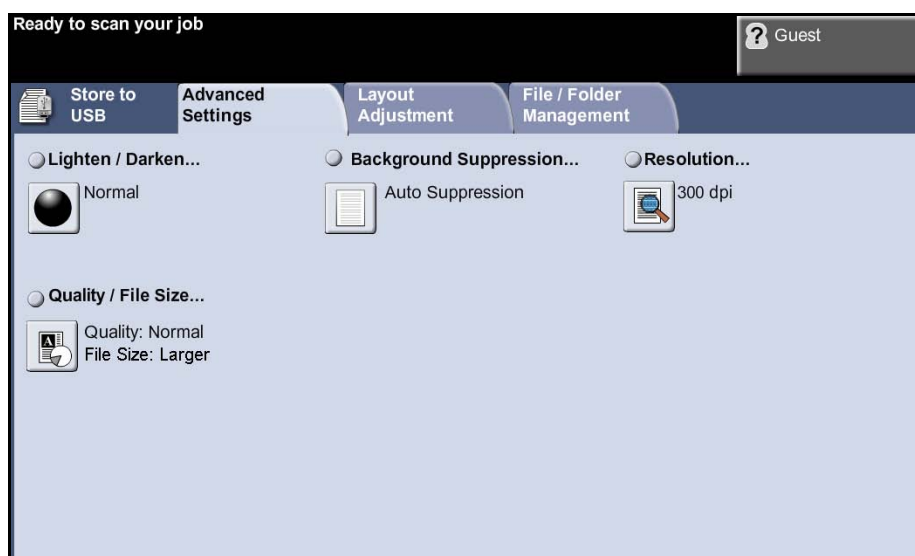 Ready to scan your job
? Guest
Store to USB
Advanced Settings
Layout Adjustment
File / Folder Management
Lighten / Darken...
Normal
Background Suppression...
Auto Suppression
Resolution...
300 dpi
Quality / File Size...
A
Quality: Normal
File Size: Larger